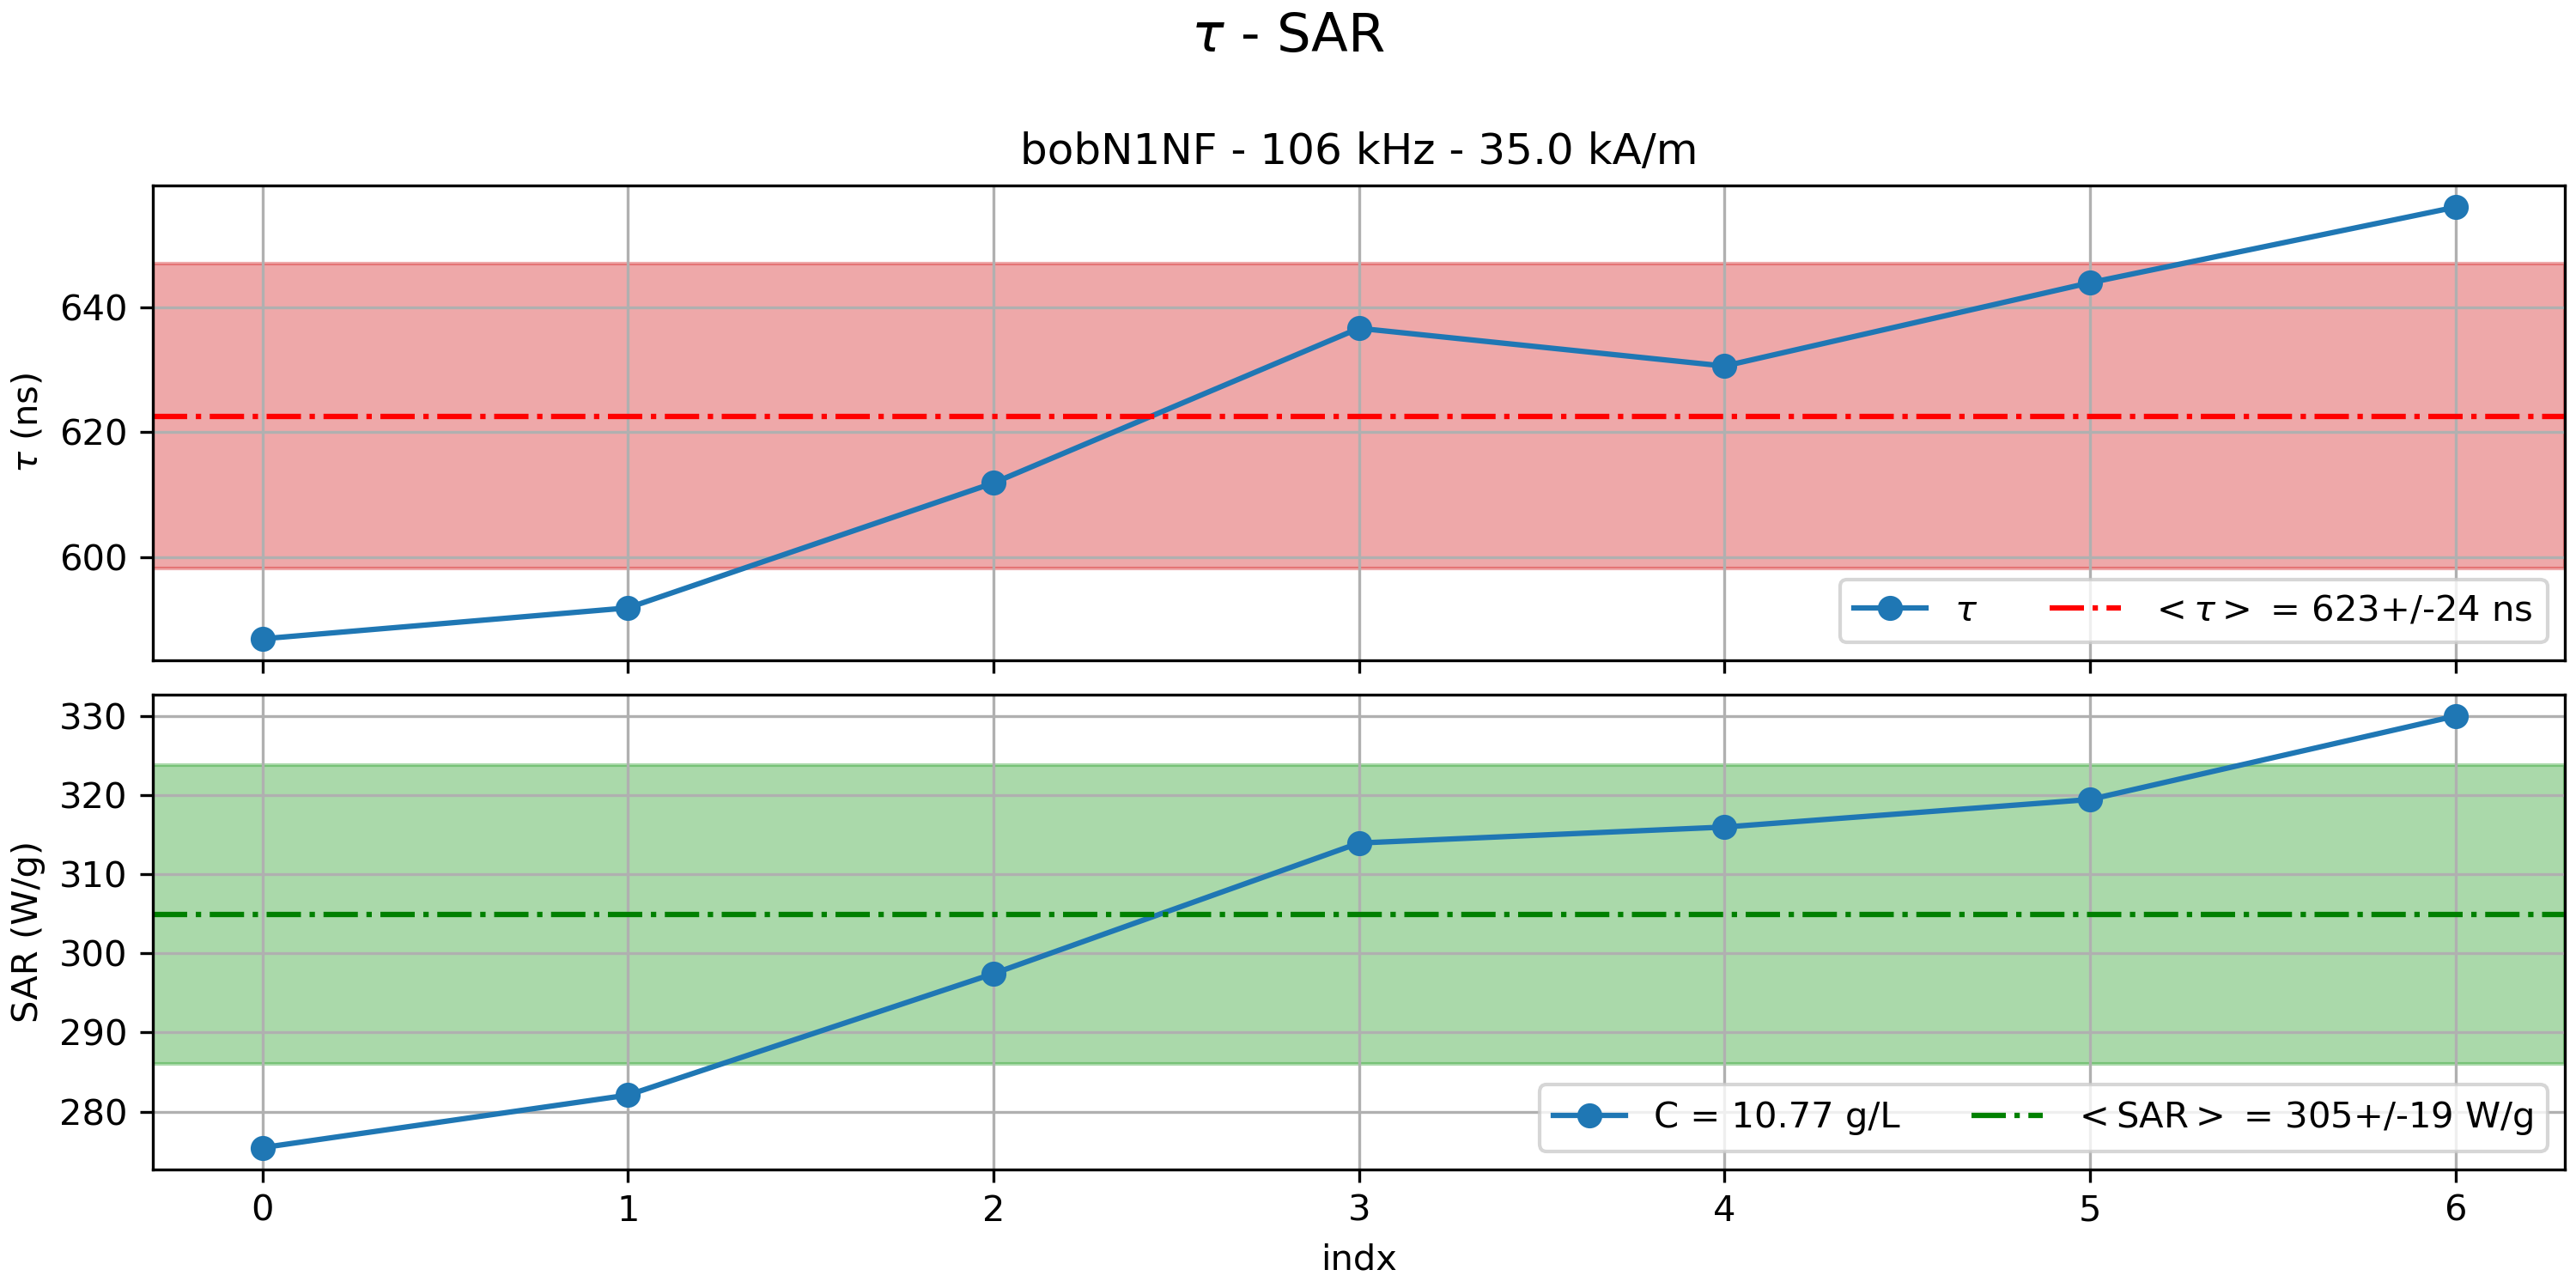 τ - SAR
bobN1NF - 106 kHz - 35.0 kA/m
τ (ns)
640
620
600
τ
<τ> = 623+/-24 ns
SAR (W/g)
330
320
310
300
290
280
C = 10.77 g/L
<SAR> = 305+/-19 W/g
0 1 2 3 4 5 6
indx